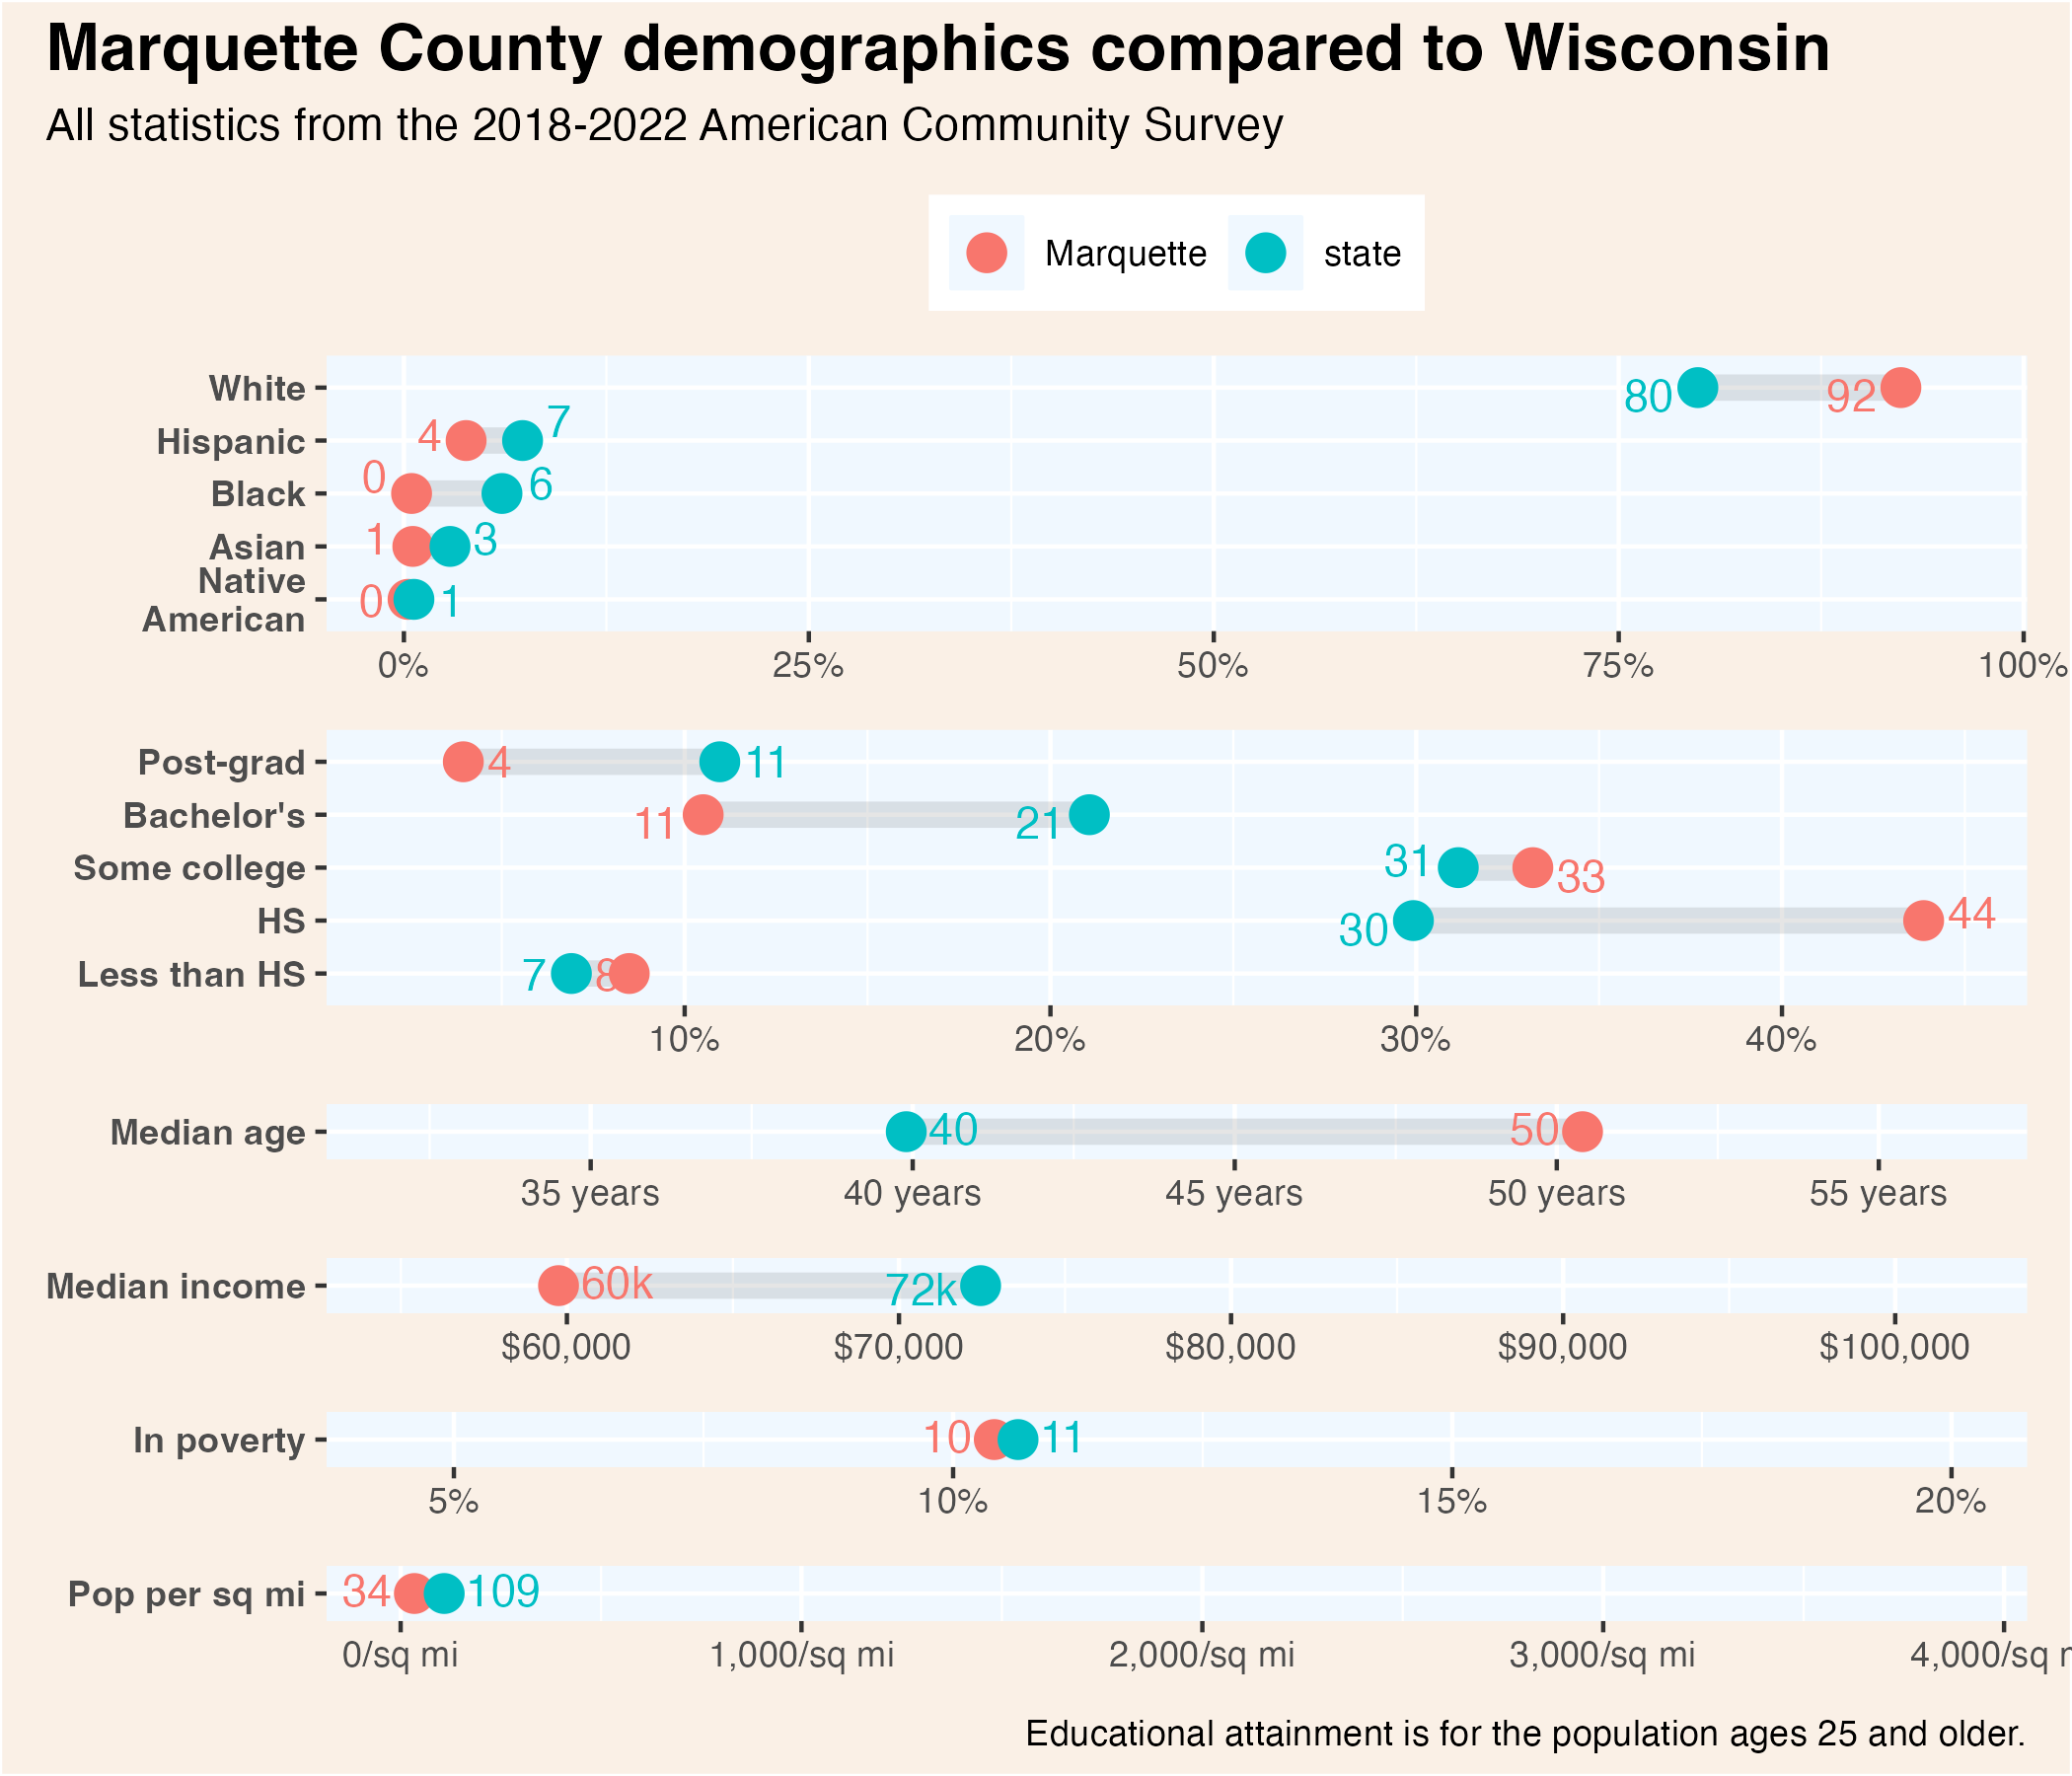 Marquette County demographics compared to Wisconsin
All statistics from the 2018-2022 American Community Survey
Marquette state
White 80 92
Hispanic 4 7
Black 0 6
Asian 1 3
Native
American 0 1
0% 25% 50% 75% 100%
Post-grad 4 11
Bachelor's 11 21
Some college 31 33
HS 30 44
Less than HS 7 8
10% 20% 30% 40%
Median age 40 50
35 years 40 years 45 years 50 years 55 years
Median income 60k 72k
$60,000 $70,000 $80,000 $90,000 $100,000
In poverty 10 11
5% 10% 15% 20%
Pop per sq mi 34 109
0/sq mi 1,000/sq mi 2,000/sq mi 3,000/sq mi 4,000/sq
Educational attainment is for the population ages 25 and older.